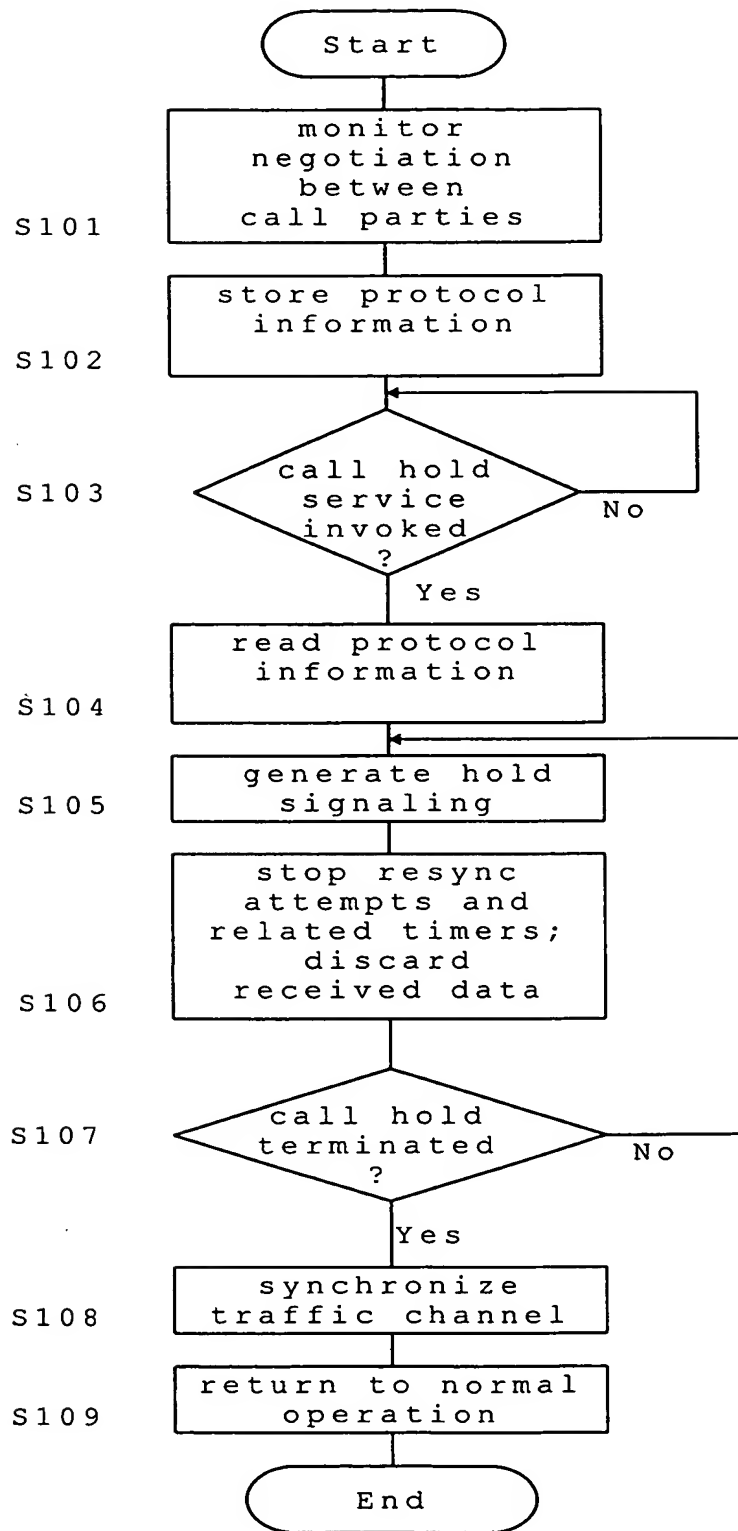 Start
monitor
negotiation
between
call parties
S101
store protocol
information
S102
call hold
service
invoked
?
S103
No
Yes
read protocol
information
S104
generate hold
signaling
S105
stop resync
attempts and
related timers;
discard
received data
S106
call hold
terminated
?
S107
No
Yes
synchronize
traffic channel
S108
return to normal
operation
S109
End